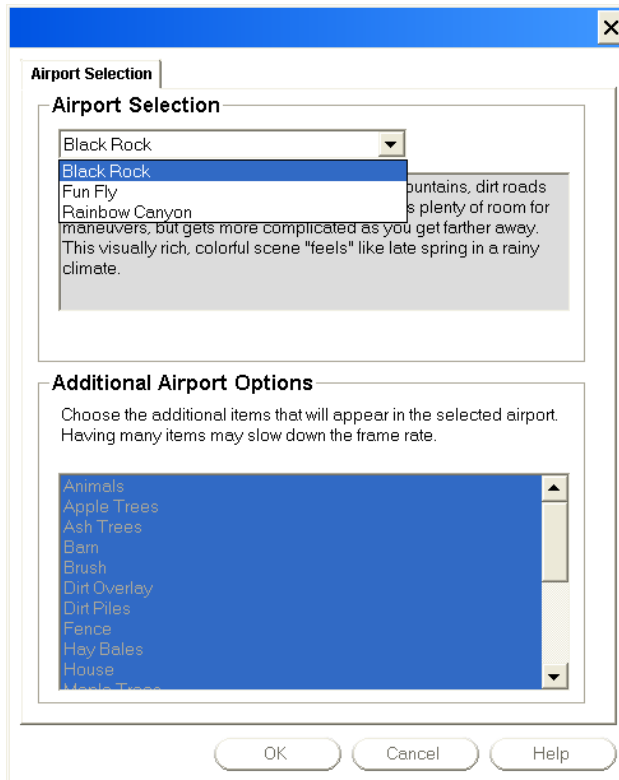 Airport Selection
Airport Selection
Black Rock
Black Rock
Fun Fly
Rainbow Canyon
ountains, dirt roads
s plenty of room for
maneuvers, but gets more complicated as you get farther away.
This visually rich, colorful scene "feels" like late spring in a rainy
climate.
Additional Airport Options
Choose the additional items that will appear in the selected airport.
Having many items may slow down the frame rate.
Animals
Apple Trees
Ash Trees
Barn
Brush
Dirt Overlay
Dirt Piles
Fence
Hay Bales
House
Maple Trees
OK
Cancel
Help